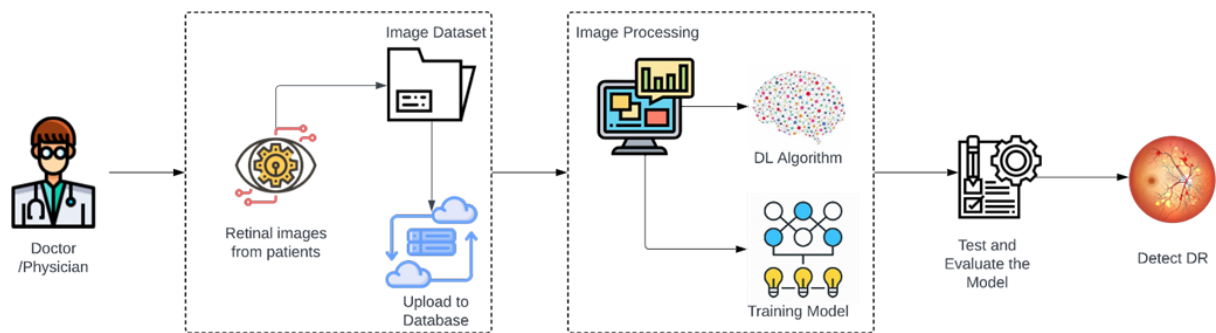 Doctor
/Physician
Image Dataset
Retinal images
from patients
Upload to
Database
Image Processing
DL Algorithm
Training Model
Test and
Evaluate the
Model
Detect DR